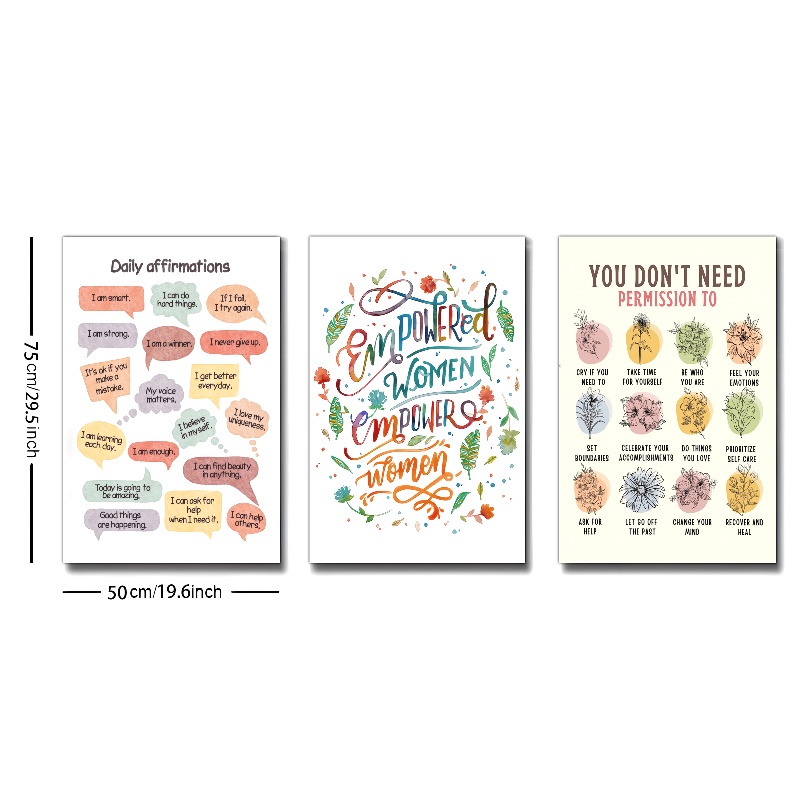 75cm/29.5inch
50cm/19.6inch
Daily affirmations
I am smart.
I can do
hard things.
If I fall,
I try again.
I am strong.
I am a winner.
I never give up.
It's ok if you
make a
mistake.
My voice
matters.
I get better
everyday.
I am learning
each day.
I am enough.
I believe
in myself.
I love my
uniqueness.
I can find beauty
in anything.
Today is going to
be amazing.
Good things
are happening.
I can ask for
help
when I need it.
I can help
others.
EMPOWERED
WOMEN
EMPOWER
women
YOU DON'T NEED
PERMISSION TO
CRY IF YOU
NEED TO
TAKE TIME
FOR YOURSELF
BE WHO
YOU ARE
FEEL YOUR
EMOTIONS
SET
BOUNDARIES
CELEBRATE YOUR
ACCOMPLISHMENTS
DO THINGS
YOU LOVE
PRIORITIZE
SELF CARE
ASK FOR
HELP
LET GO OFF
THE PAST
CHANGE YOUR
MIND
RECOVER AND
HEAL